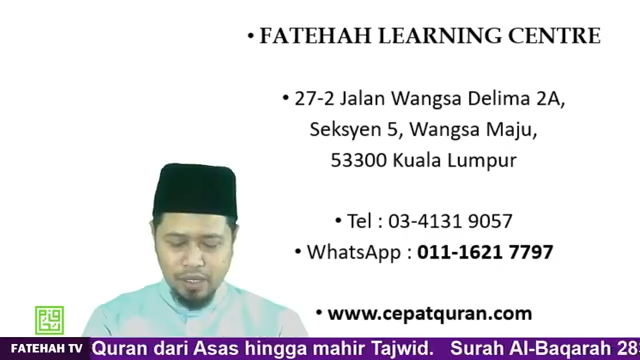 • FATEHAH LEARNING CENTRE
• 27-2 Jalan Wangsa Delima 2A,
Seksyen 5, Wangsa Maju,
53300 Kuala Lumpur
• Tel : 03-4131 9057
• WhatsApp : 011-1621 7797
• www.cepatquran.com
FATEHAH TV Quran dari Asas hingga mahir Tajwid. Surah Al-Baqarah 28